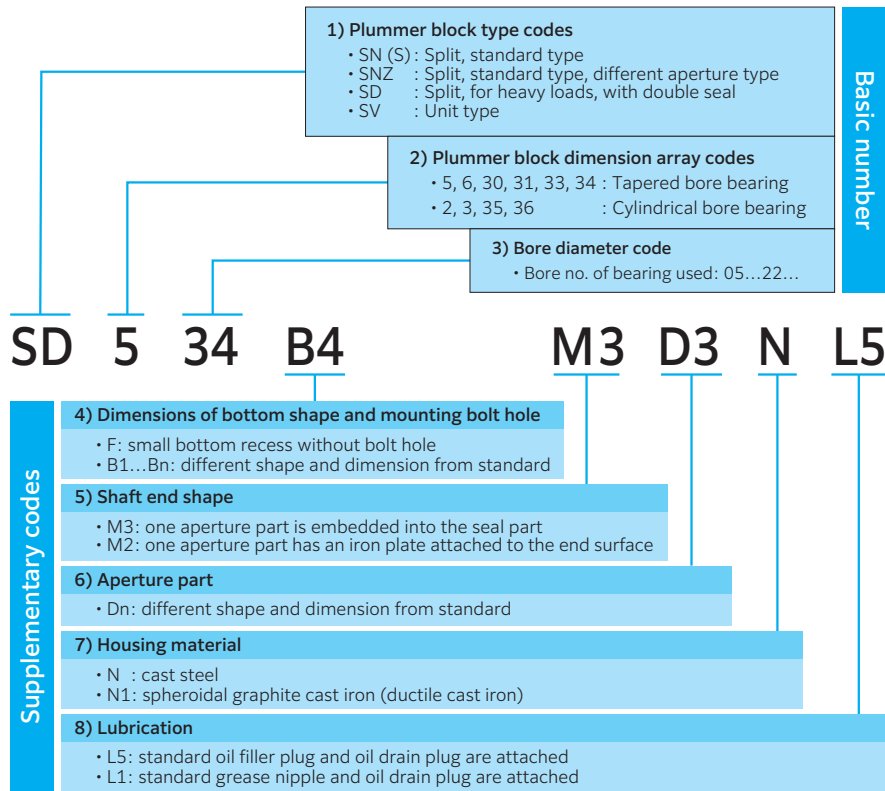 1) Plummer block type codes
• SN (S) : Split, standard type
• SNZ : Split, standard type, different aperture type
• SD : Split, for heavy loads, with double seal
• SV : Unit type
Basic number
2) Plummer block dimension array codes
• 5, 6, 30, 31, 33, 34 : Tapered bore bearing
• 2, 3, 35, 36 : Cylindrical bore bearing
3) Bore diameter code
• Bore no. of bearing used: 05...22...
SD 5 34 B4 M3 D3 N L5
Supplementary codes
4) Dimensions of bottom shape and mounting bolt hole
• F: small bottom recess without bolt hole
• B1...Bn: different shape and dimension from standard
5) Shaft end shape
• M3: one aperture part is embedded into the seal part
• M2: one aperture part has an iron plate attached to the end surface
6) Aperture part
• Dn: different shape and dimension from standard
7) Housing material
• N : cast steel
• N1: spheroidal graphite cast iron (ductile cast iron)
8) Lubrication
• L5: standard oil filler plug and oil drain plug are attached
• L1: standard grease nipple and oil drain plug are attached